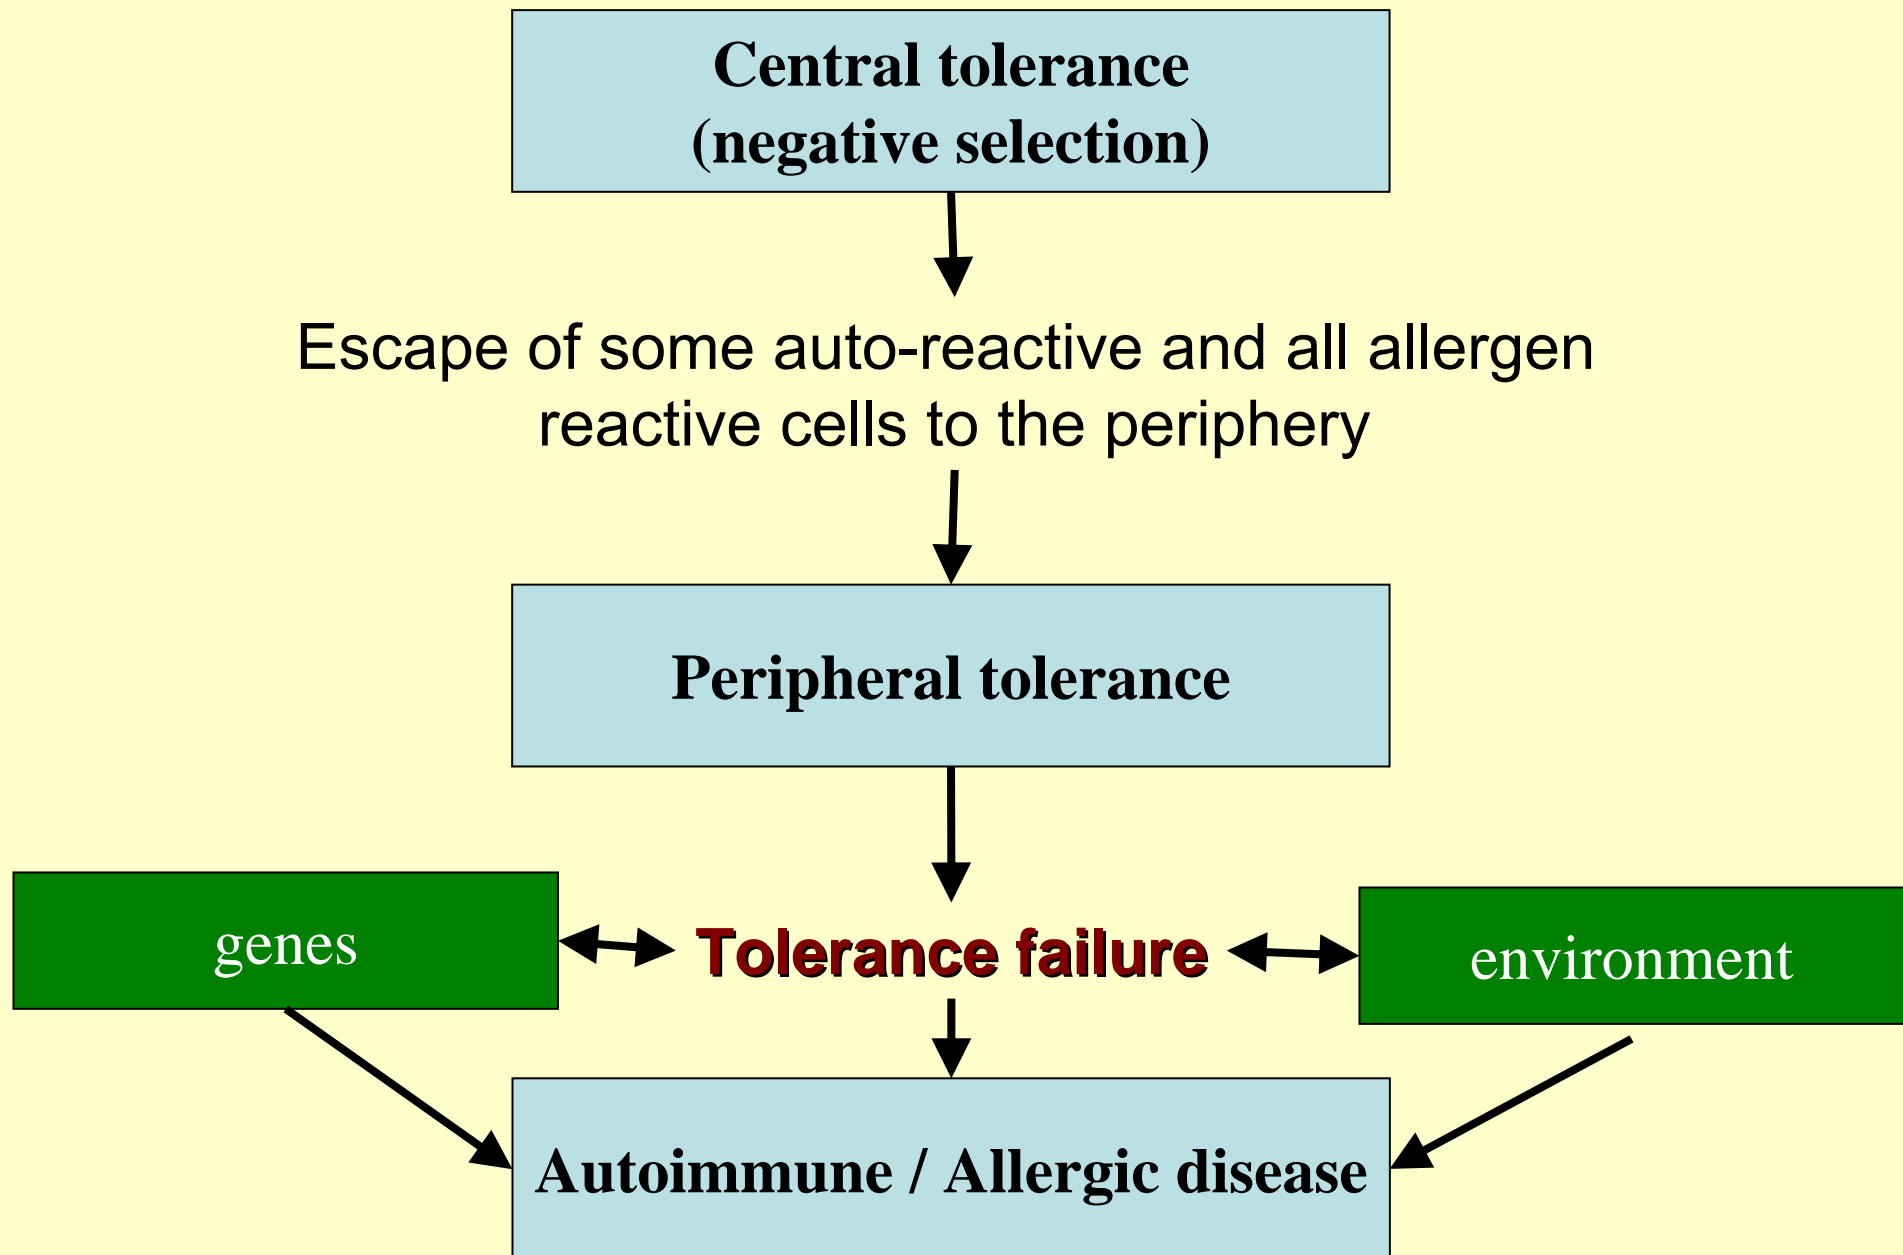 Central tolerance
(negative selection)
Escape of some auto-reactive and all allergen
reactive cells to the periphery
Peripheral tolerance
genes
Tolerance failure
environment
Autoimmune / Allergic disease